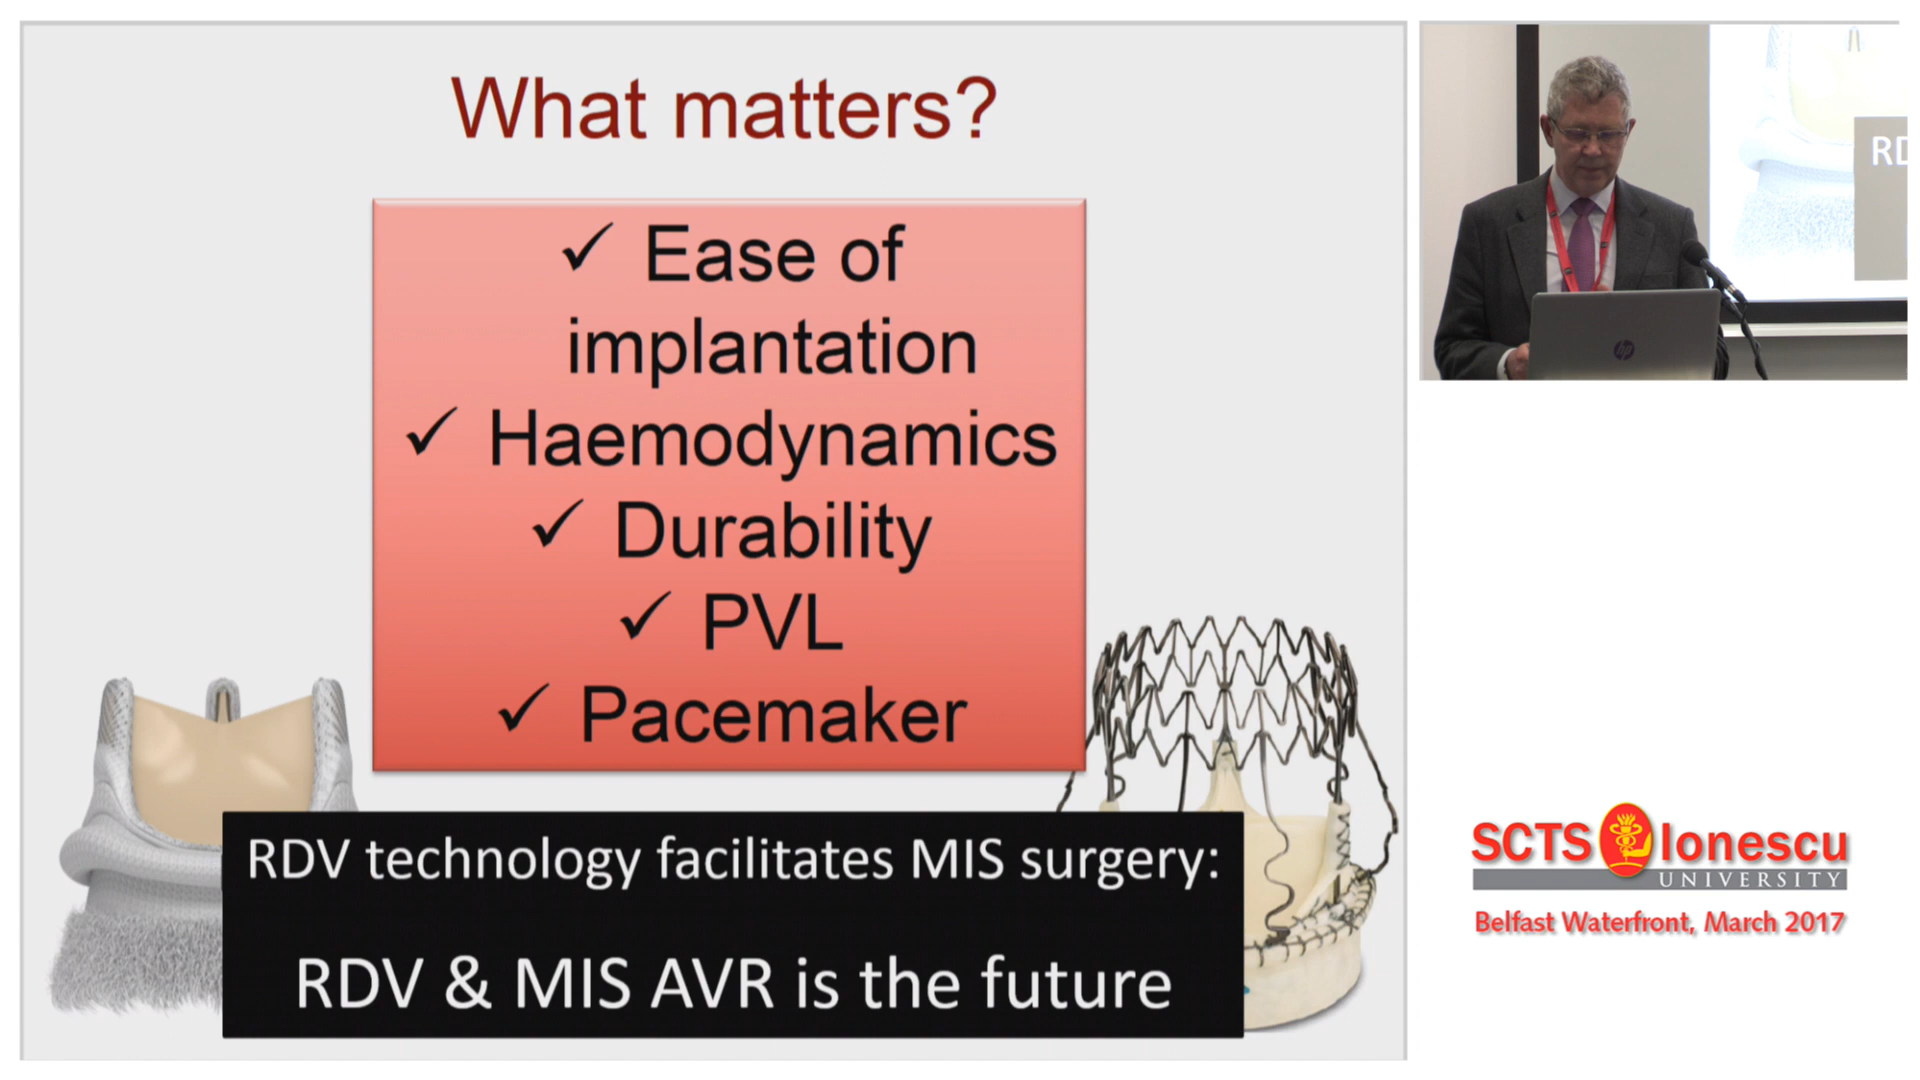 What matters?
✓ Ease of
implantation
✓ Haemodynamics
✓ Durability
✓ PVL
✓ Pacemaker
RDV technology facilitates MIS surgery:
RDV & MIS AVR is the future
RD
hp
SCTS Ionescu
UNIVERSITY
Belfast Waterfront, March 2017